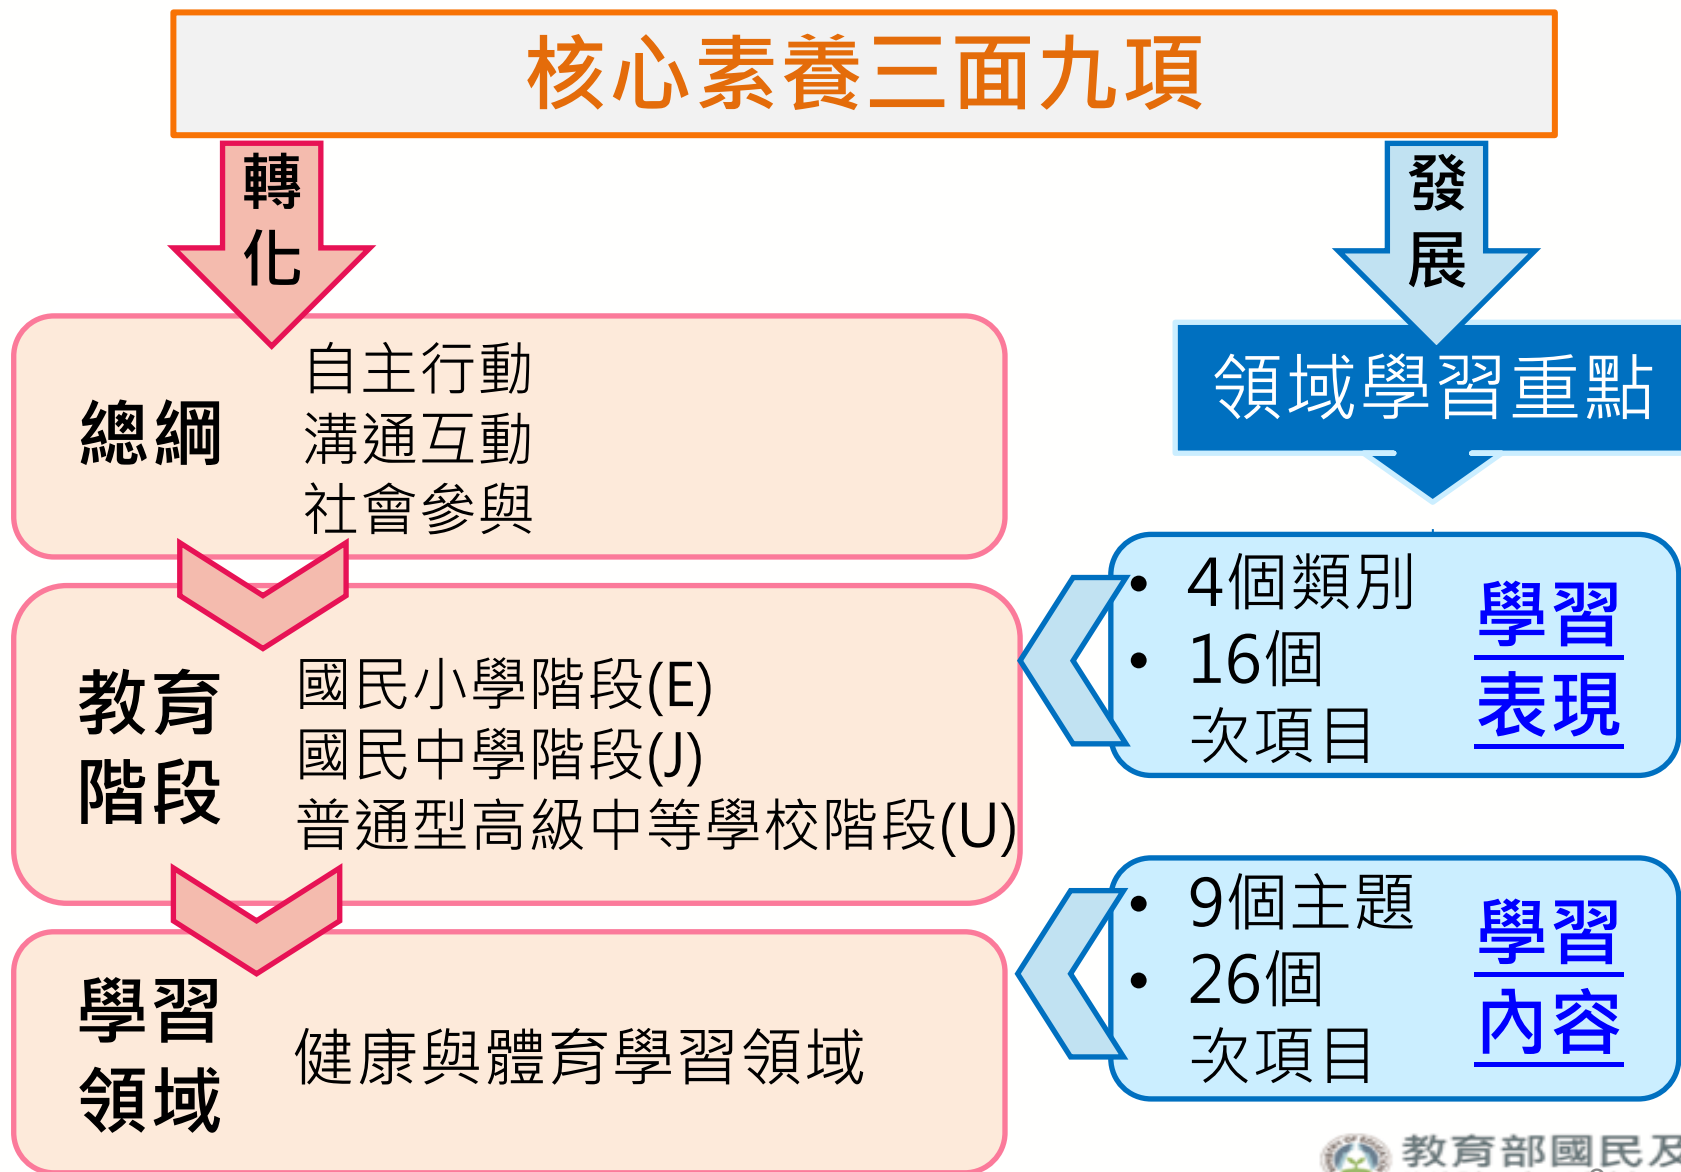 核心素養三面九項
轉
化
發
展
總綱
自主行動
溝通互動
社會參與
教育
階段
國民小學階段(E)
國民中學階段(J)
普通型高級中等學校階段(U)
學習
領域
健康與體育學習領域
領域學習重點
• 4個類別
• 16個
次項目
學習
表現
• 9個主題
• 26個
次項目
學習
內容
教育部國民及